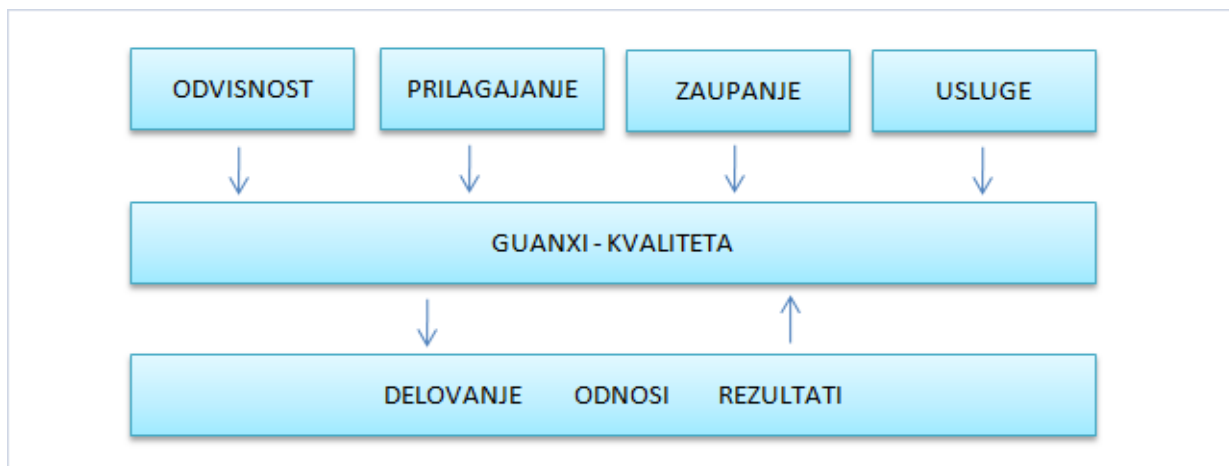 ODVISNOST PRILAGAJANJE ZAUPANJE USLUGE
GUANXI - KVALITETA
DELOVANJE ODNOSI REZULTATI